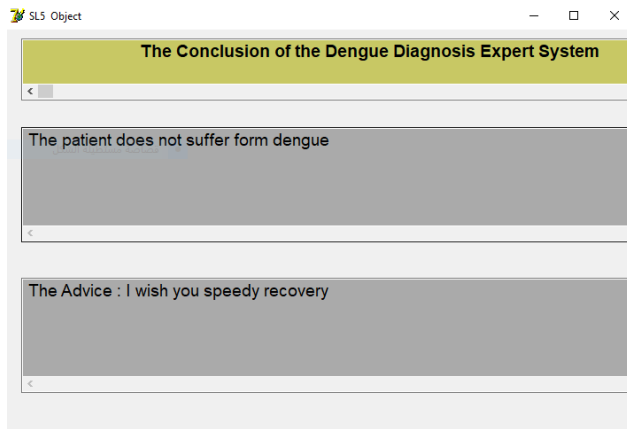 SL5 Object
The Conclusion of the Dengue Diagnosis Expert System
The patient does not suffer form dengue
The Advice : I wish you speedy recovery